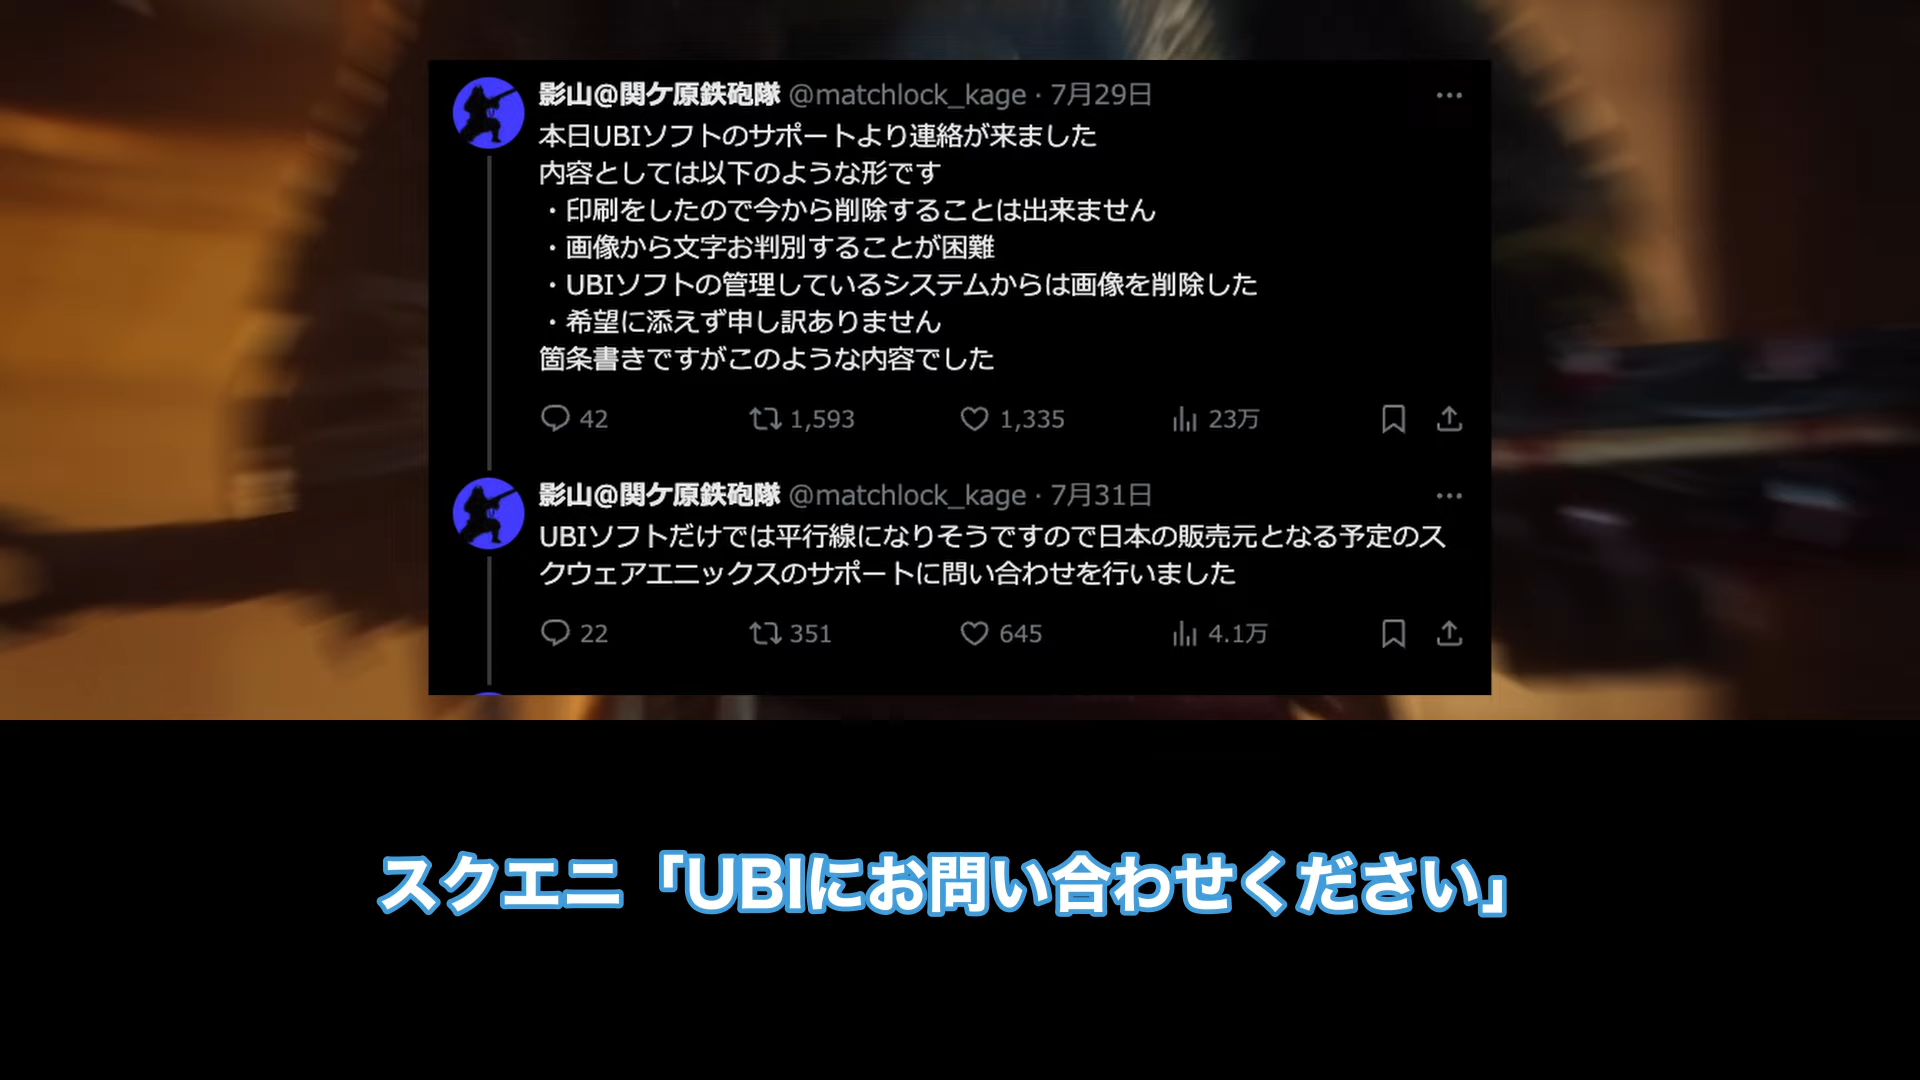 影山@関ケ原鉄砲隊 @matchlock_kage · 7月29日
本日UBIソフトのサポートより連絡が来ました
内容としては以下のような形です
・印刷をしたので今から削除することは出来ません
・画像から文字お判別することが困難
・UBIソフトの管理しているシステムからは画像を削除した
・希望に添えず申し訳ありません
箇条書きですがこのような内容でした
42 1,593 1,335 23万
影山@関ケ原鉄砲隊 @matchlock_kage · 7月31日
UBIソフトだけでは平行線になりそうですので日本の販売元となる予定のス
クウェアエニックスのサポートに問い合わせを行いました
22 351 645 4.1万
スクエニ「UBIにお問い合わせください」